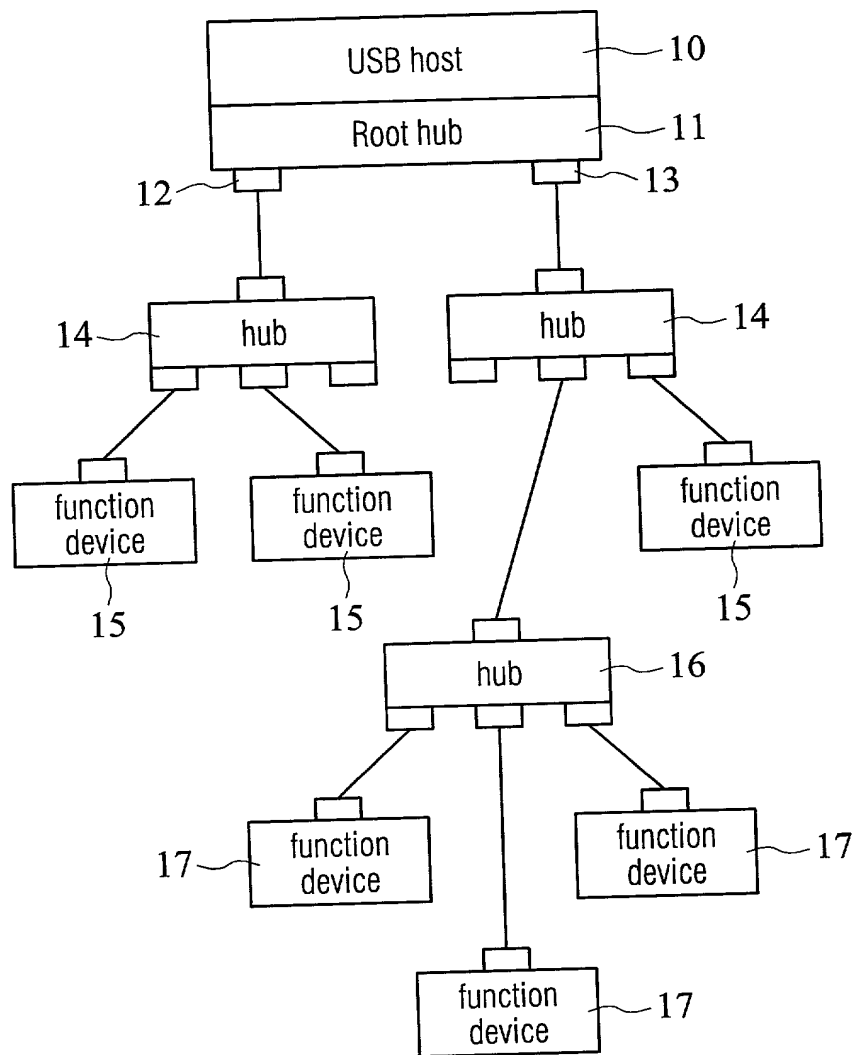 USB host
10
Root hub
11
12
13
14
hub
hub
14
function
device
15
function
device
15
function
device
15
hub
16
17
function
device
function
device
17
function
device
17